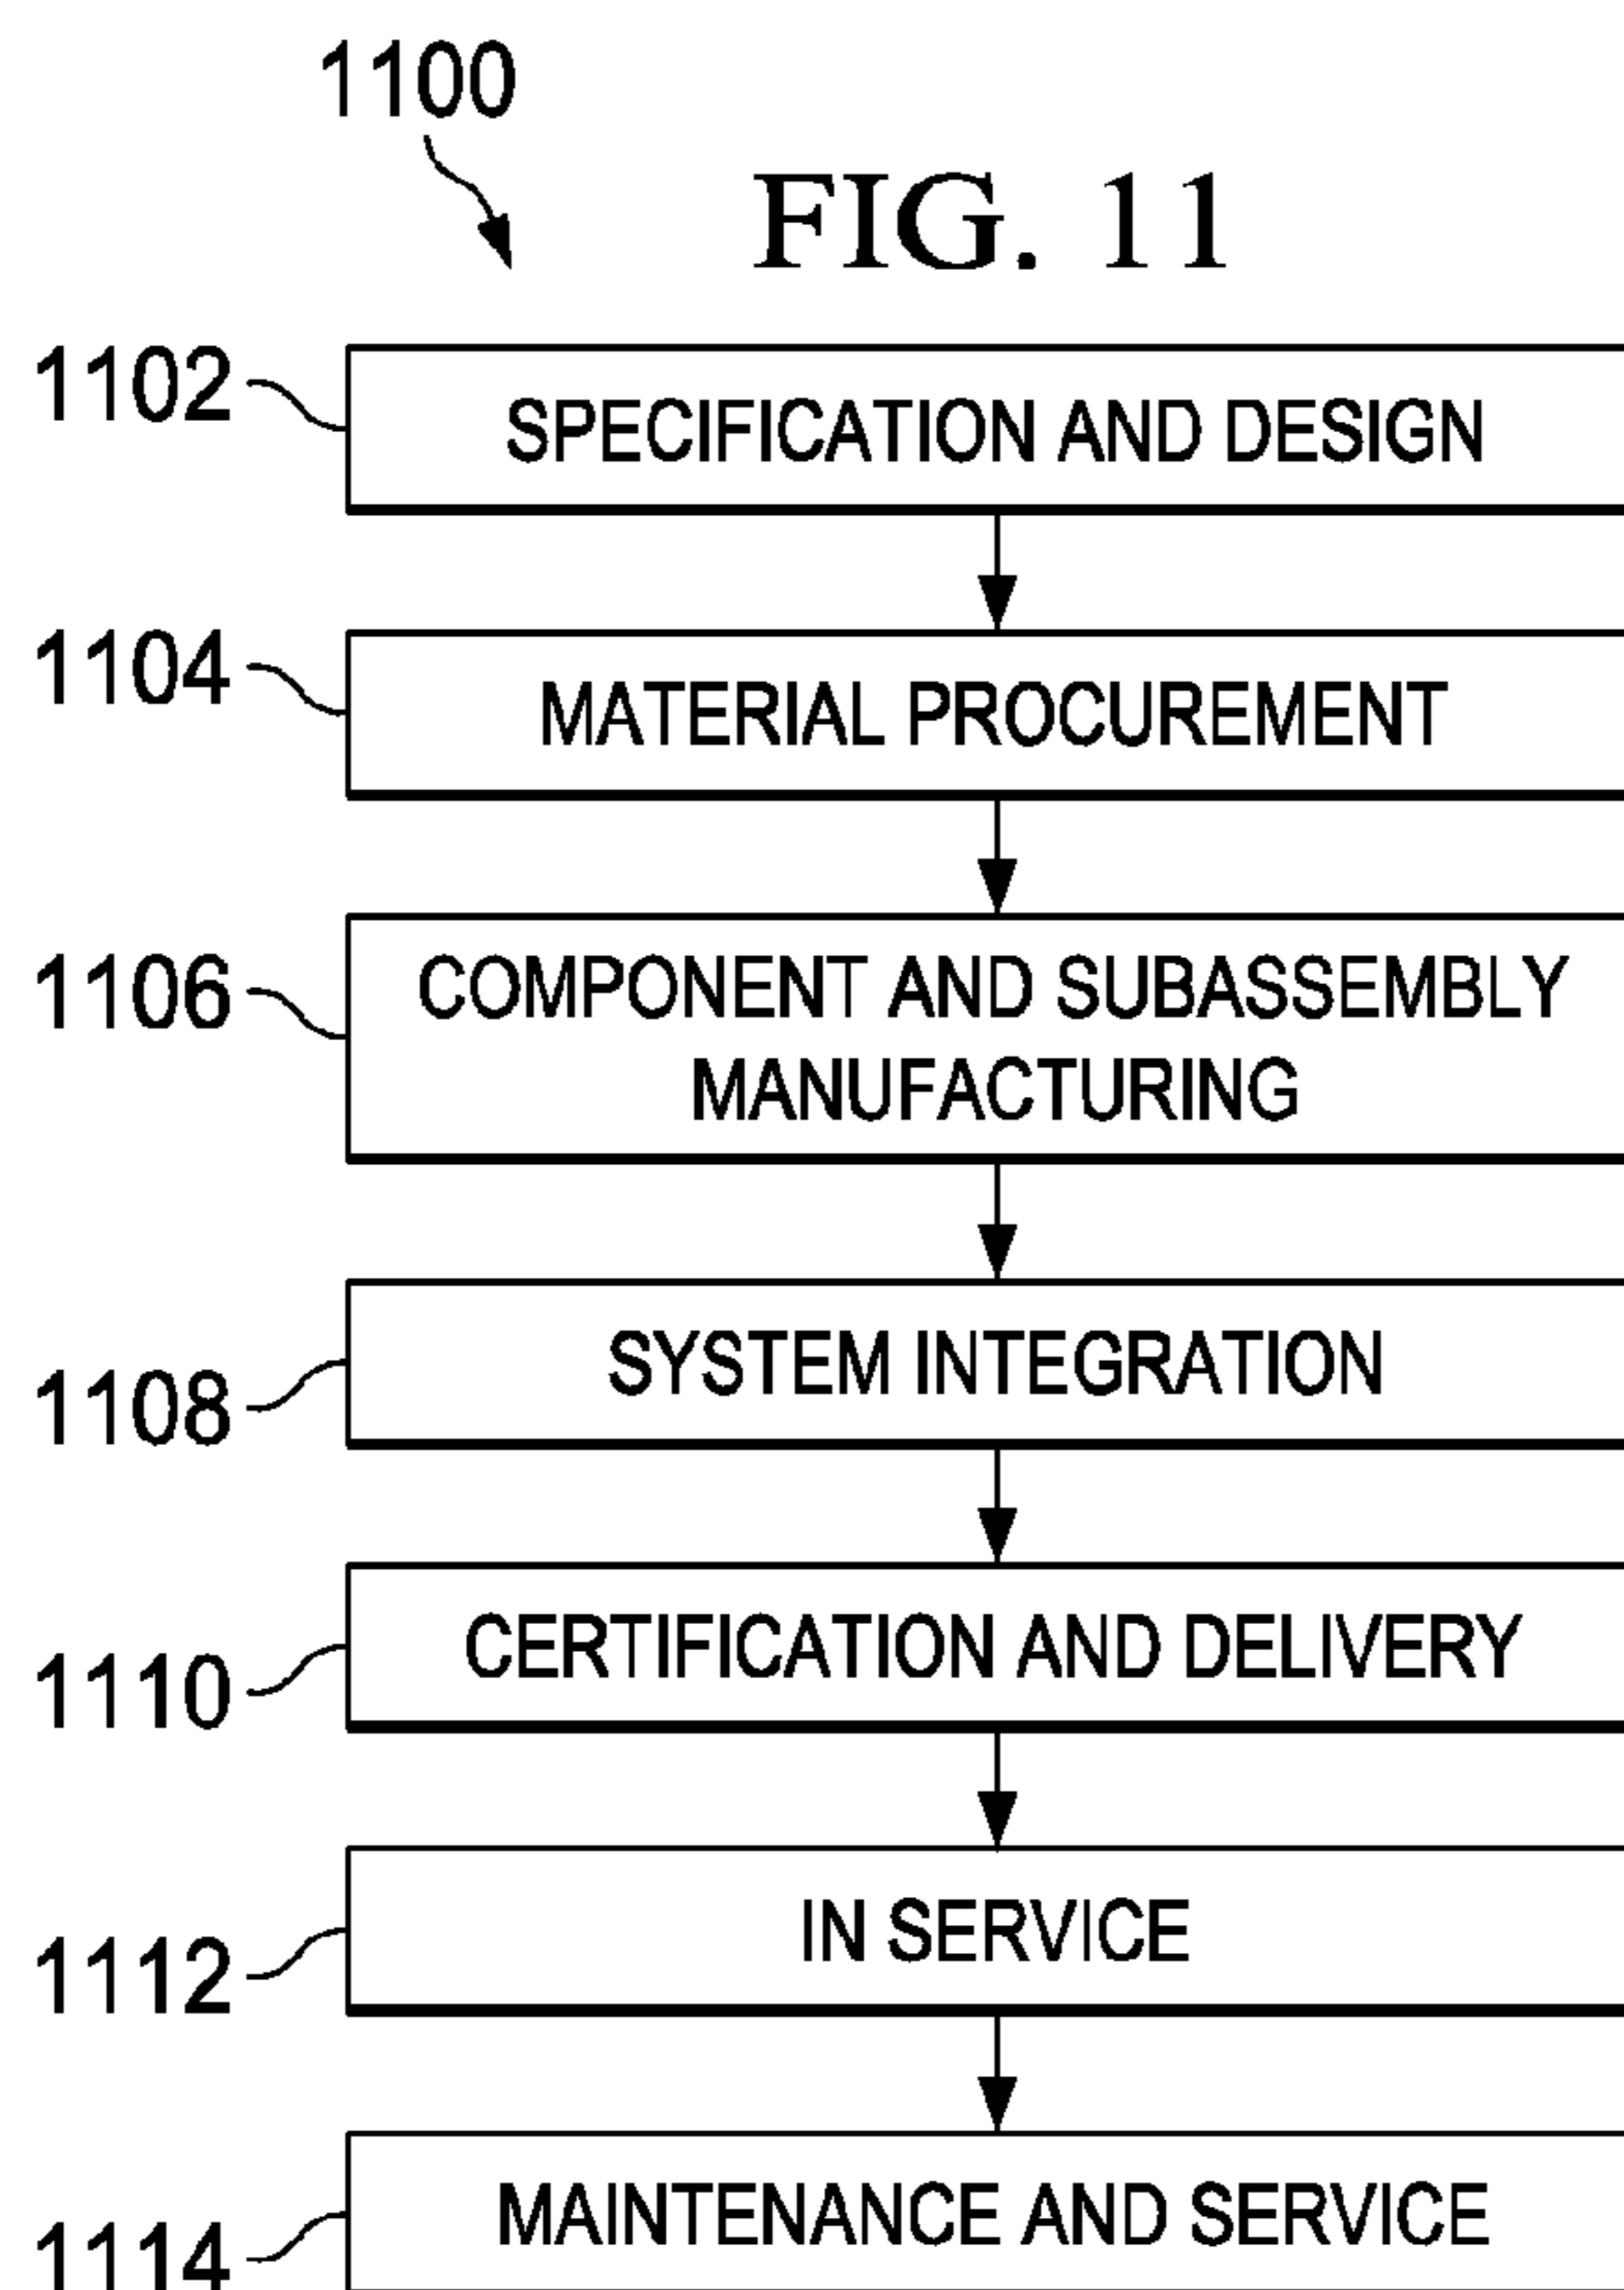 1100
FIG. 11
1102
SPECIFICATION AND DESIGN
1104
MATERIAL PROCUREMENT
1106
COMPONENT AND SUBASSEMBLY
MANUFACTURING
1108
SYSTEM INTEGRATION
1110
CERTIFICATION AND DELIVERY
1112
IN SERVICE
1114
MAINTENANCE AND SERVICE